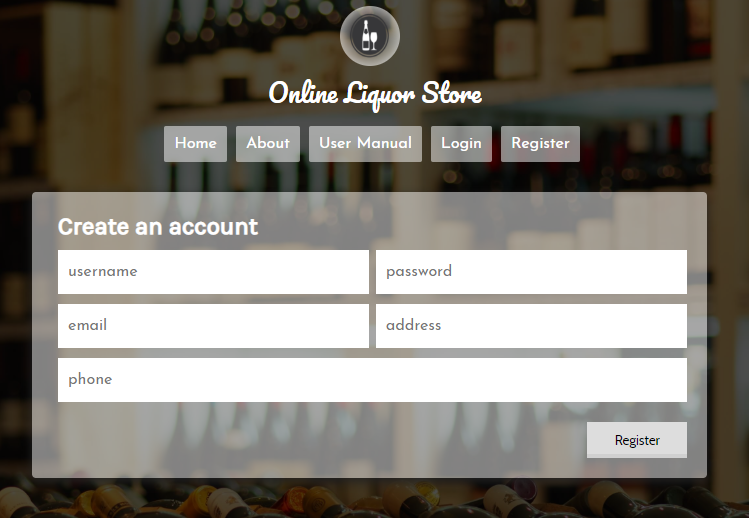 Online Liquor Store
Home About User Manual Login Register
Create an account
username password
email address
phone
Register